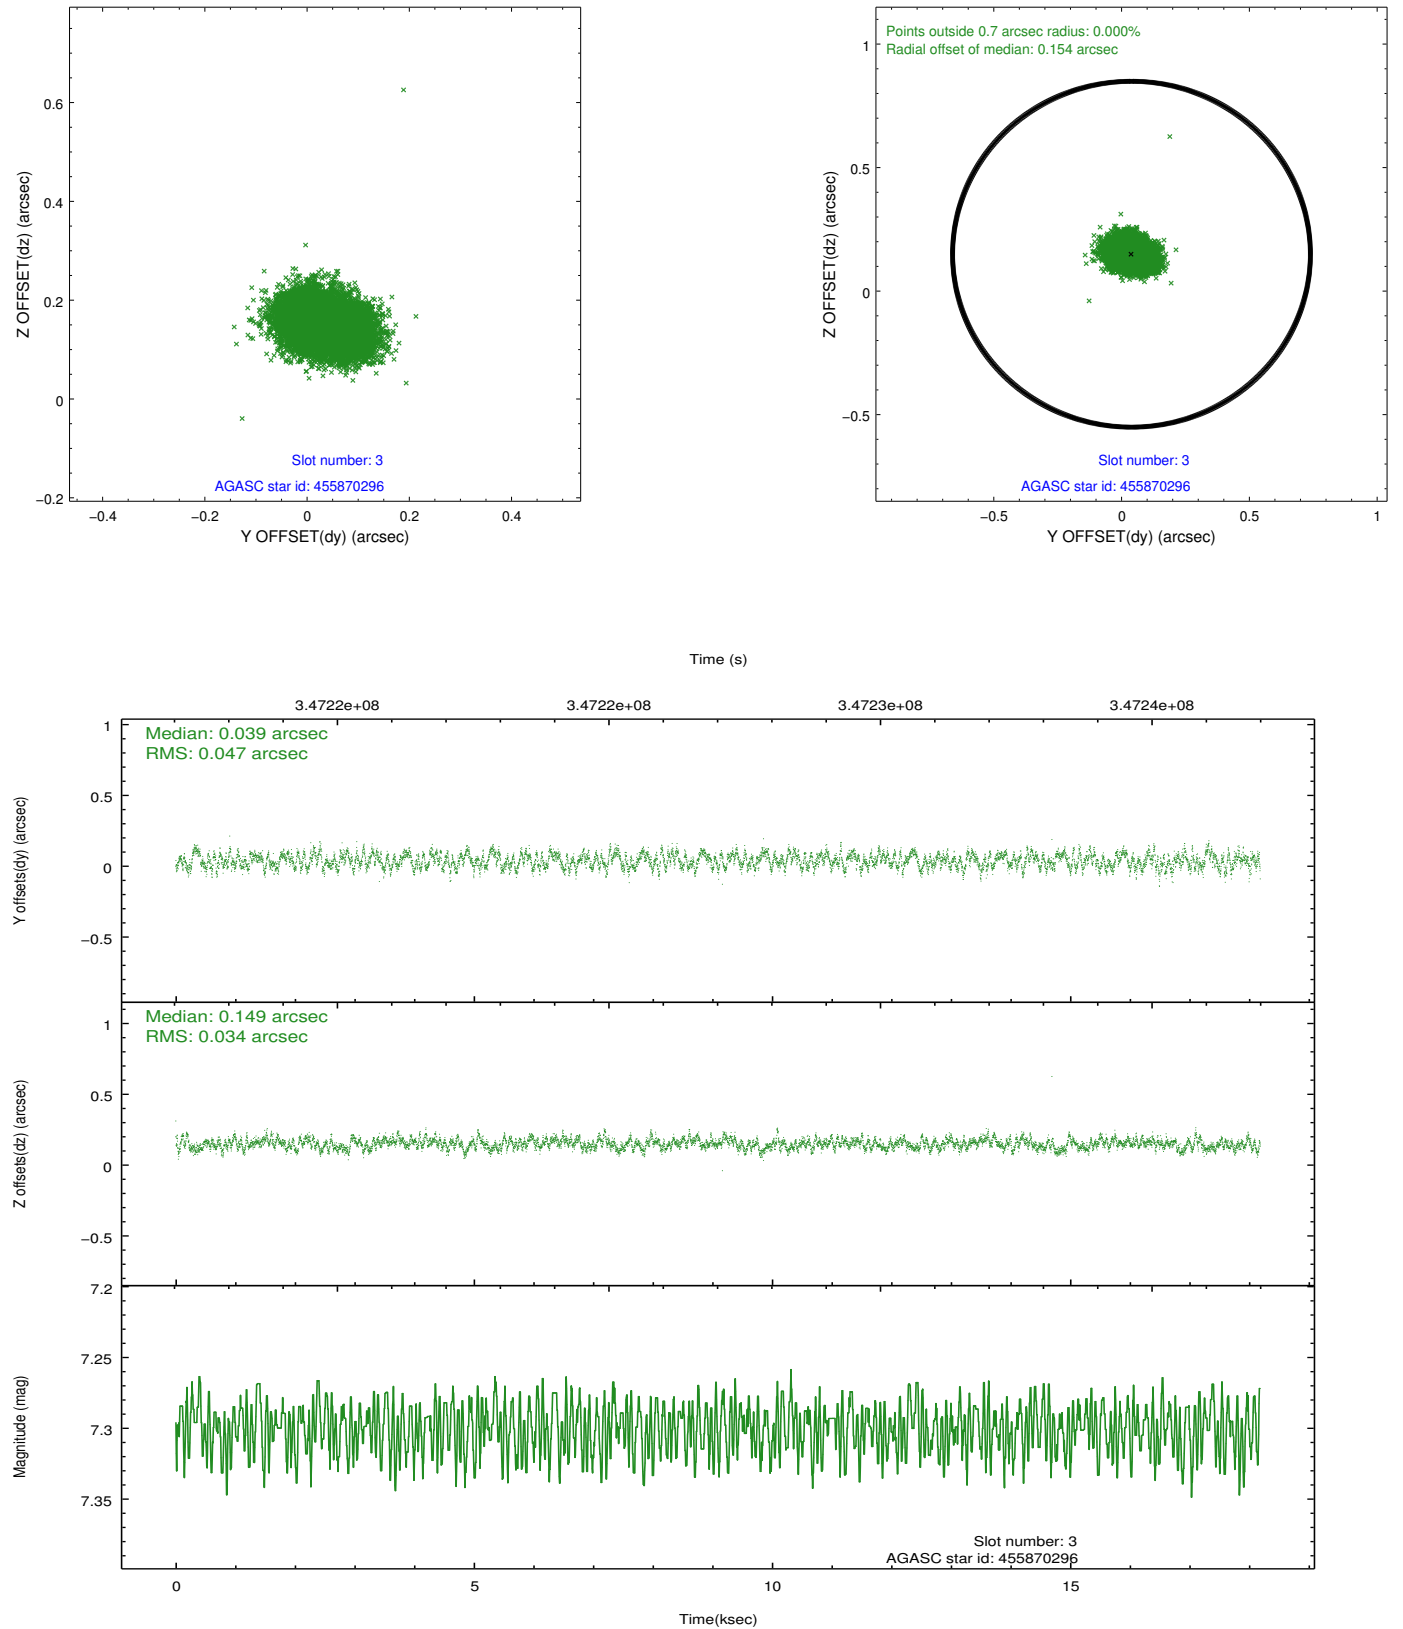 0.6
0.4
0.2
0
−0.2
−0.4
−0.2
0
0.2
0.4
Z OFFSET(dz) (arcsec)
Y OFFSET(dy) (arcsec)
Slot number: 3
AGASC star id: 455870296
Points outside 0.7 arcsec radius: 0.000%
Radial offset of median: 0.154 arcsec
1
0.5
0
−0.5
−0.5
0
0.5
1
Z OFFSET(dz) (arcsec)
Y OFFSET(dy) (arcsec)
Slot number: 3
AGASC star id: 455870296
Time (s)
3.4722e+08
3.4722e+08
3.4723e+08
3.4724e+08
Median: 0.039 arcsec
RMS: 0.047 arcsec
1
0.5
0
−0.5
Y offsets(dy) (arcsec)
Median: 0.149 arcsec
RMS: 0.034 arcsec
1
0.5
0
−0.5
Z offsets(dz) (arcsec)
7.2
7.25
7.3
7.35
Magnitude (mag)
Slot number: 3
AGASC star id: 455870296
0
5
10
15
Time(ksec)